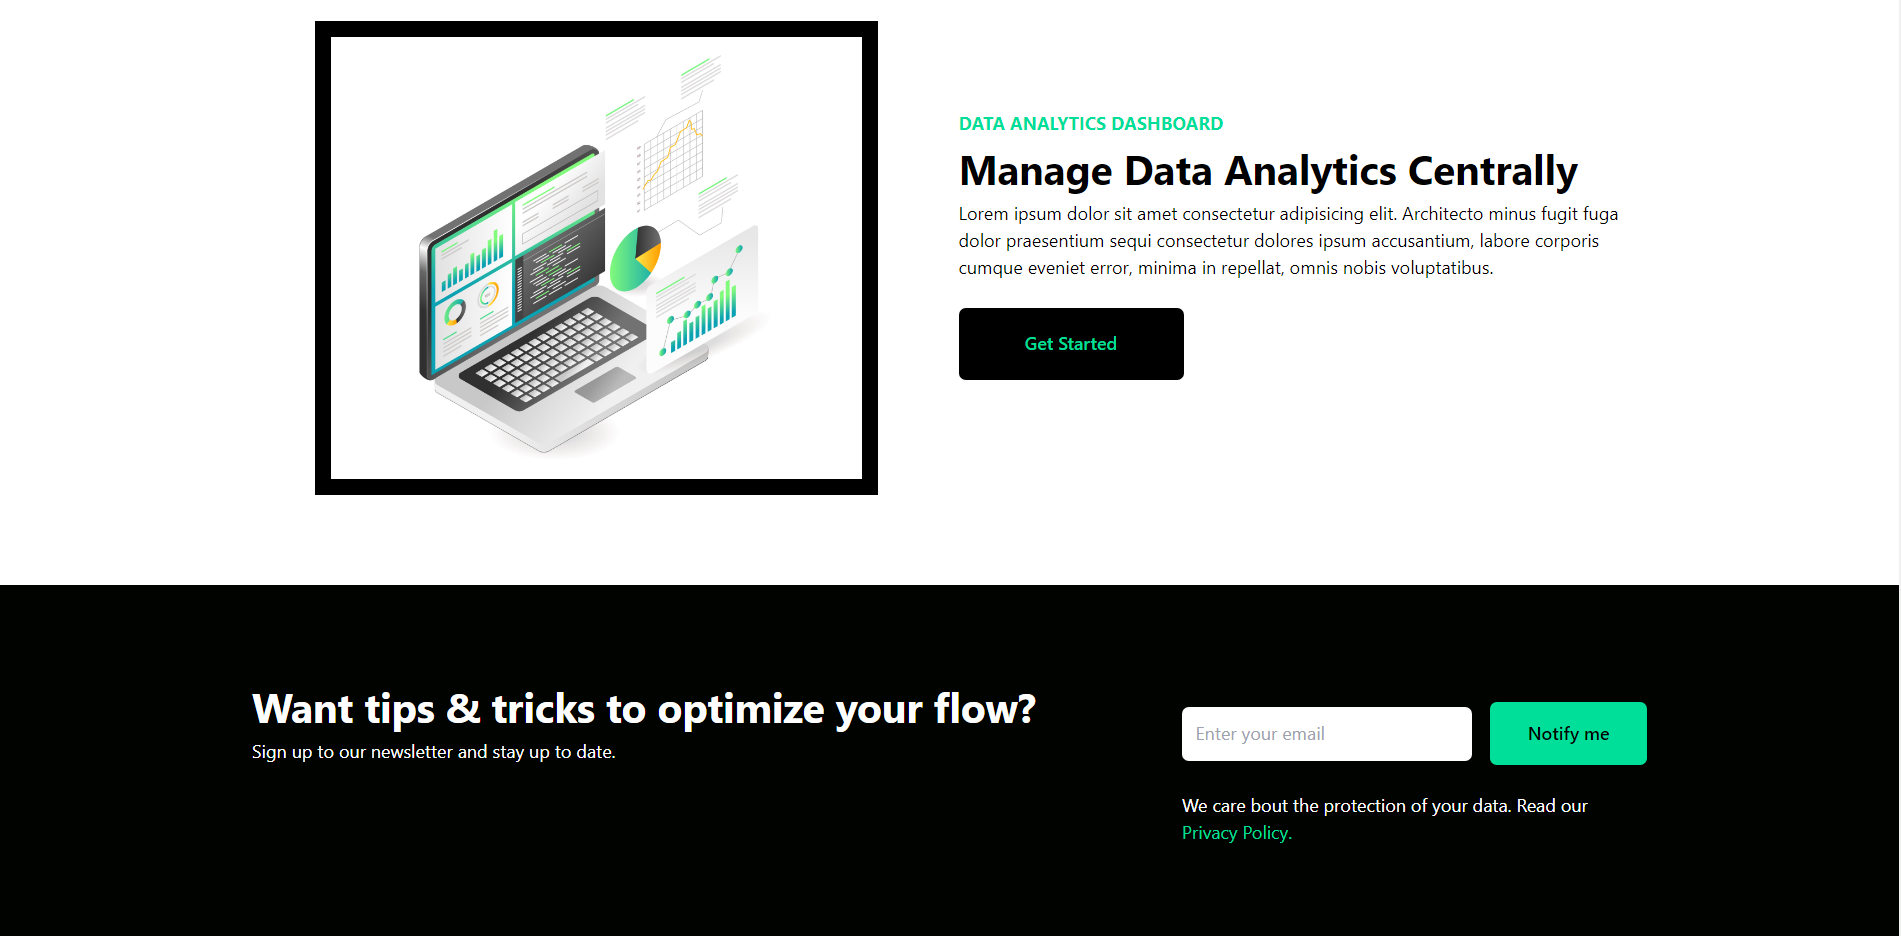 DATA ANALYTICS DASHBOARD
Manage Data Analytics Centrally
Lorem ipsum dolor sit amet consectetur adipisicing elit. Architecto minus fugit fuga
dolor praesentium sequi consectetur dolores ipsum accusantium, labore corporis
cumque eveniet error, minima in repellat, omnis nobis voluptatibus.
Get Started
Want tips & tricks to optimize your flow?
Sign up to our newsletter and stay up to date.
Enter your email
Notify me
We care bout the protection of your data. Read our
Privacy Policy.